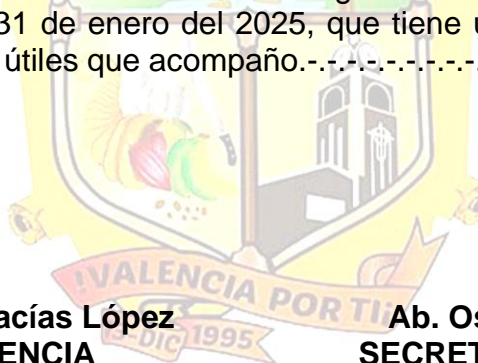 31 de enero del 2025, que tiene
útiles que acompaño.-.-.-.-.-.-.-.-.
¡VALENCIA POR TI!
-DIC 1995
acías López Ab. Os
ENCIA SECRET